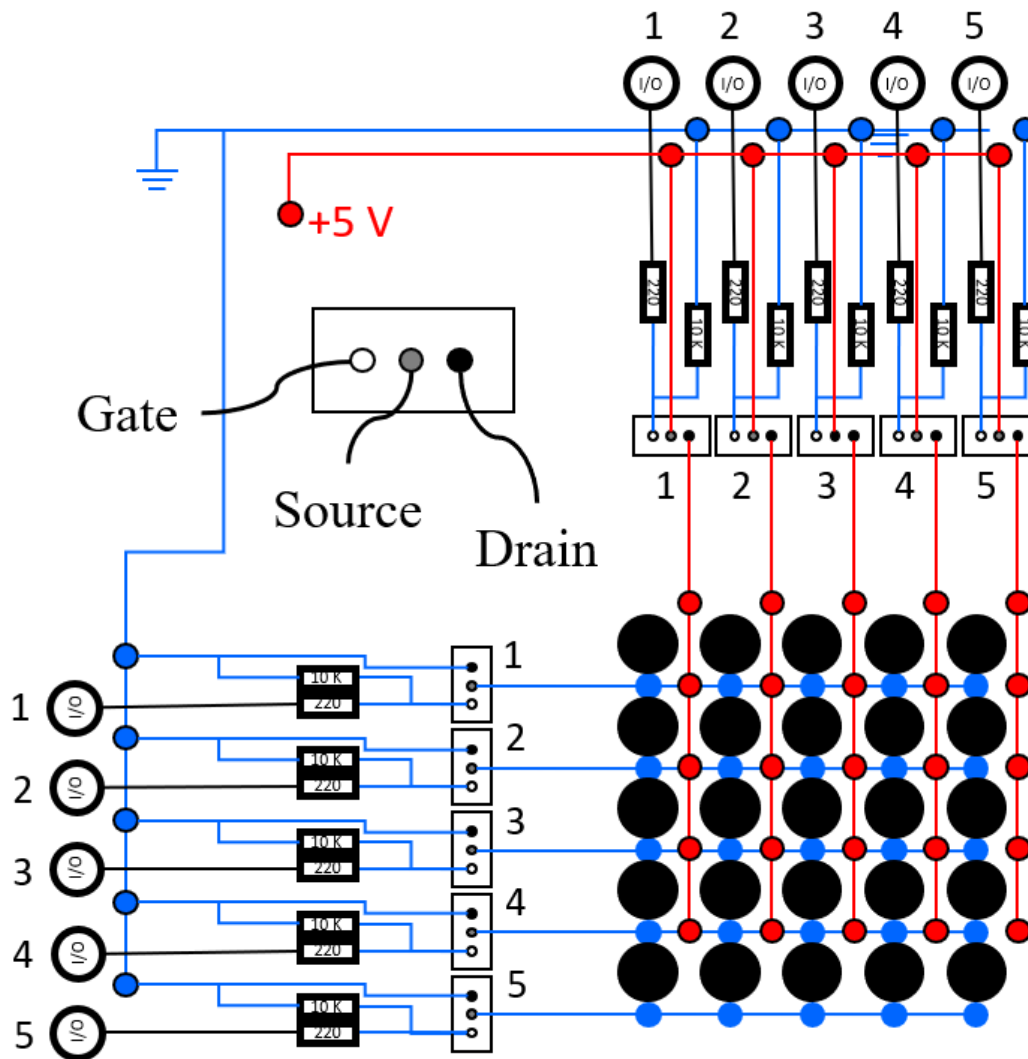 1 2 3 4 5
I/O I/O I/O I/O I/O
+5 V
220 220 220 220 220
10 K 10 K 10 K 10 K 10 K
Gate
Source
Drain
1 2 3 4 5
1
10 K
220
1 I/O
2
10 K
220
2 I/O
3
10 K
220
3 I/O
4
10 K
220
4 I/O
5
10 K
220
5 I/O